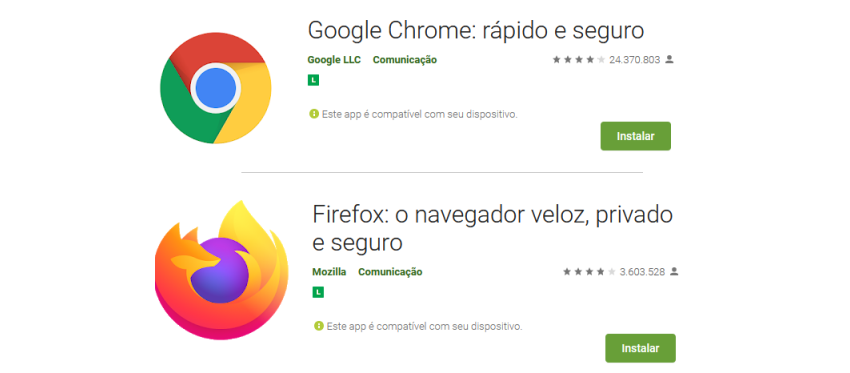 Google Chrome: rápido e seguro
Google LLC Comunicação 24.370.803
L
Este app é compatível com seu dispositivo.
Instalar
Firefox: o navegador veloz, privado
e seguro
Mozilla Comunicação 3.603.528
L
Este app é compatível com seu dispositivo.
Instalar